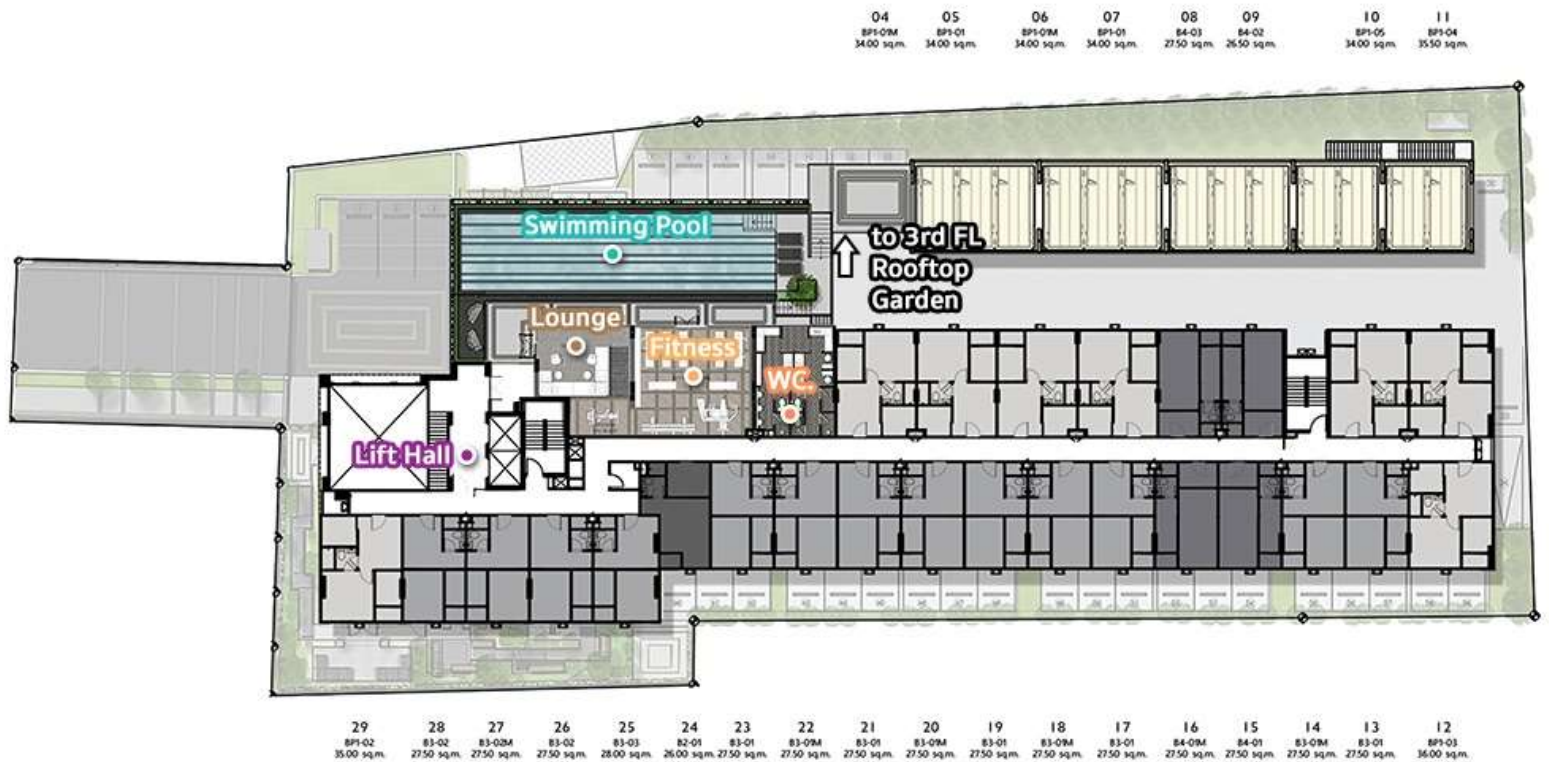 04 05 06 07 08 09 10 11
BP1-01M BP1-01 BP1-01M BP1-01 B4-03 B4-02 BP1-05 BP1-04
34.00 sq.m. 34.00 sq.m. 34.00 sq.m. 34.00 sq.m. 27.50 sq.m. 26.50 sq.m. 34.00 sq.m. 35.50 sq.m.
Swimming Pool
to 3rd FL
Rooftop
Garden
Lounge
Fitness
WC.
Lift Hall
29 28 27 26 25 24 23 22 21 20 19 18 17 16 15 14 13 12
BP1-02 B3-02 B3-02M B3-02 B3-03 B2-01 B3-01 B3-01M B3-01 B3-01M B3-01 B3-01M B3-01 B4-01M B4-01 B3-01M B3-01 BP1-03
35.00 sq.m. 27.50 sq.m. 27.50 sq.m. 27.50 sq.m. 28.00 sq.m. 26.00 sq.m. 27.50 sq.m. 27.50 sq.m. 27.50 sq.m. 27.50 sq.m. 27.50 sq.m. 27.50 sq.m. 27.50 sq.m. 27.50 sq.m. 27.50 sq.m. 27.50 sq.m. 27.50 sq.m. 36.00 sq.m.